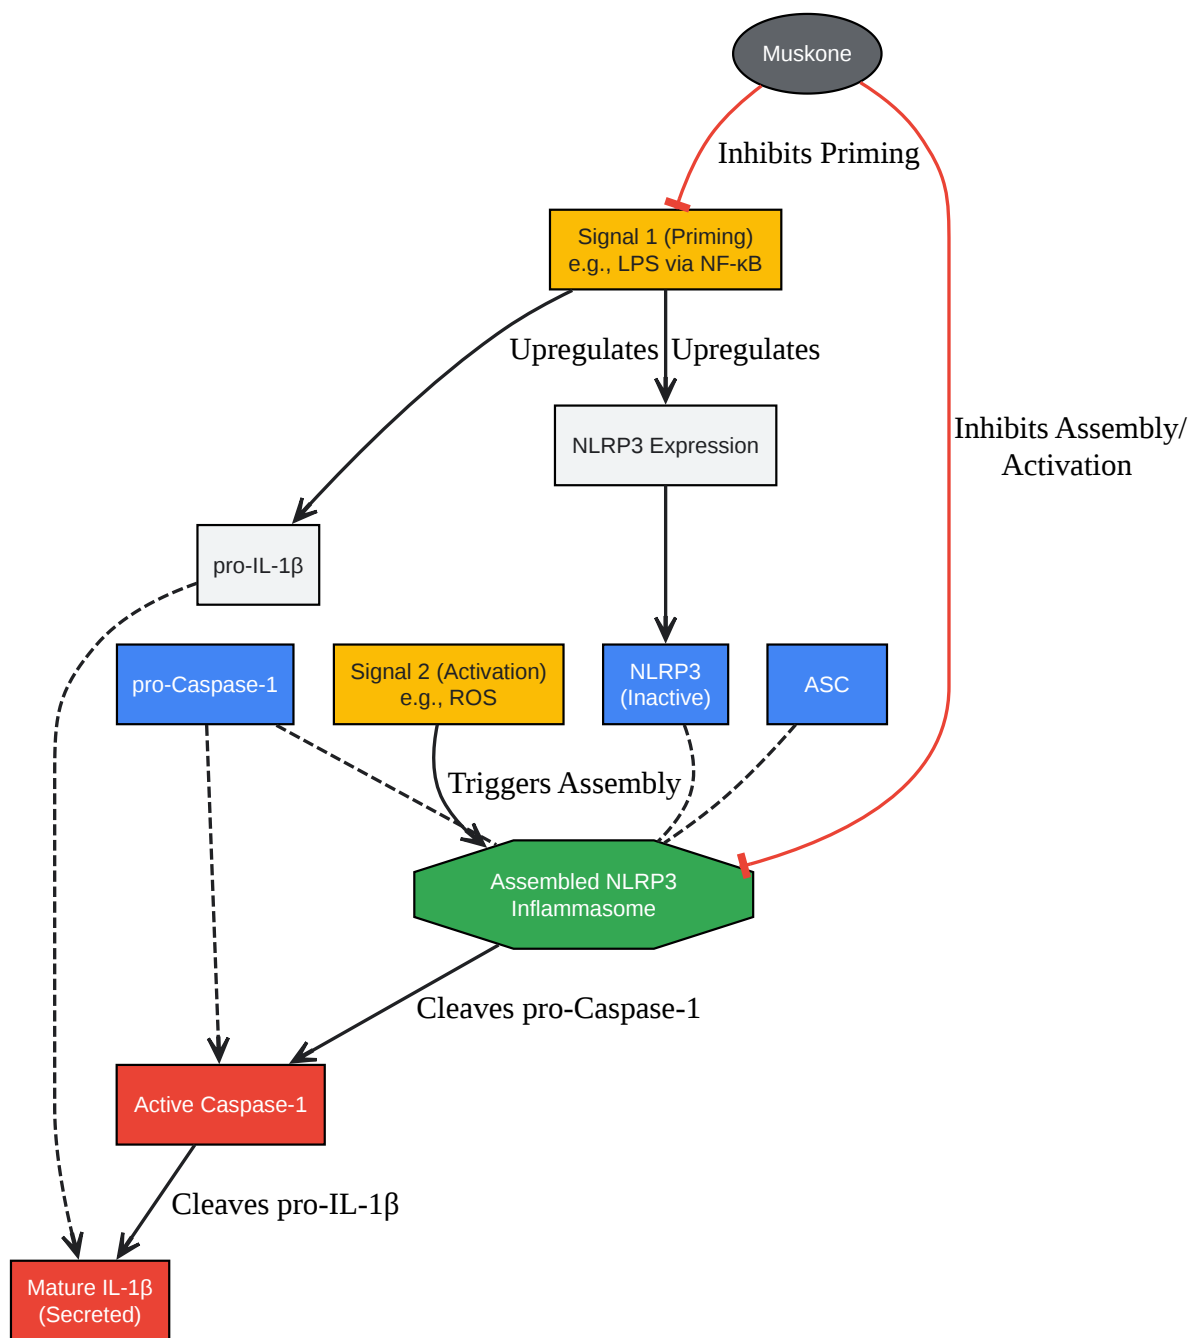 Muskone
Inhibits Priming
Signal 1 (Priming)
e.g., LPS via NF-κB
Upregulates
Upregulates
Inhibits Assembly/
Activation
NLRP3 Expression
pro-IL-1β
pro-Caspase-1
Signal 2 (Activation)
e.g., ROS
NLRP3
(Inactive)
ASC
Triggers Assembly
Assembled NLRP3
Inflammasome
Cleaves pro-Caspase-1
Active Caspase-1
Cleaves pro-IL-1β
Mature IL-1β
(Secreted)